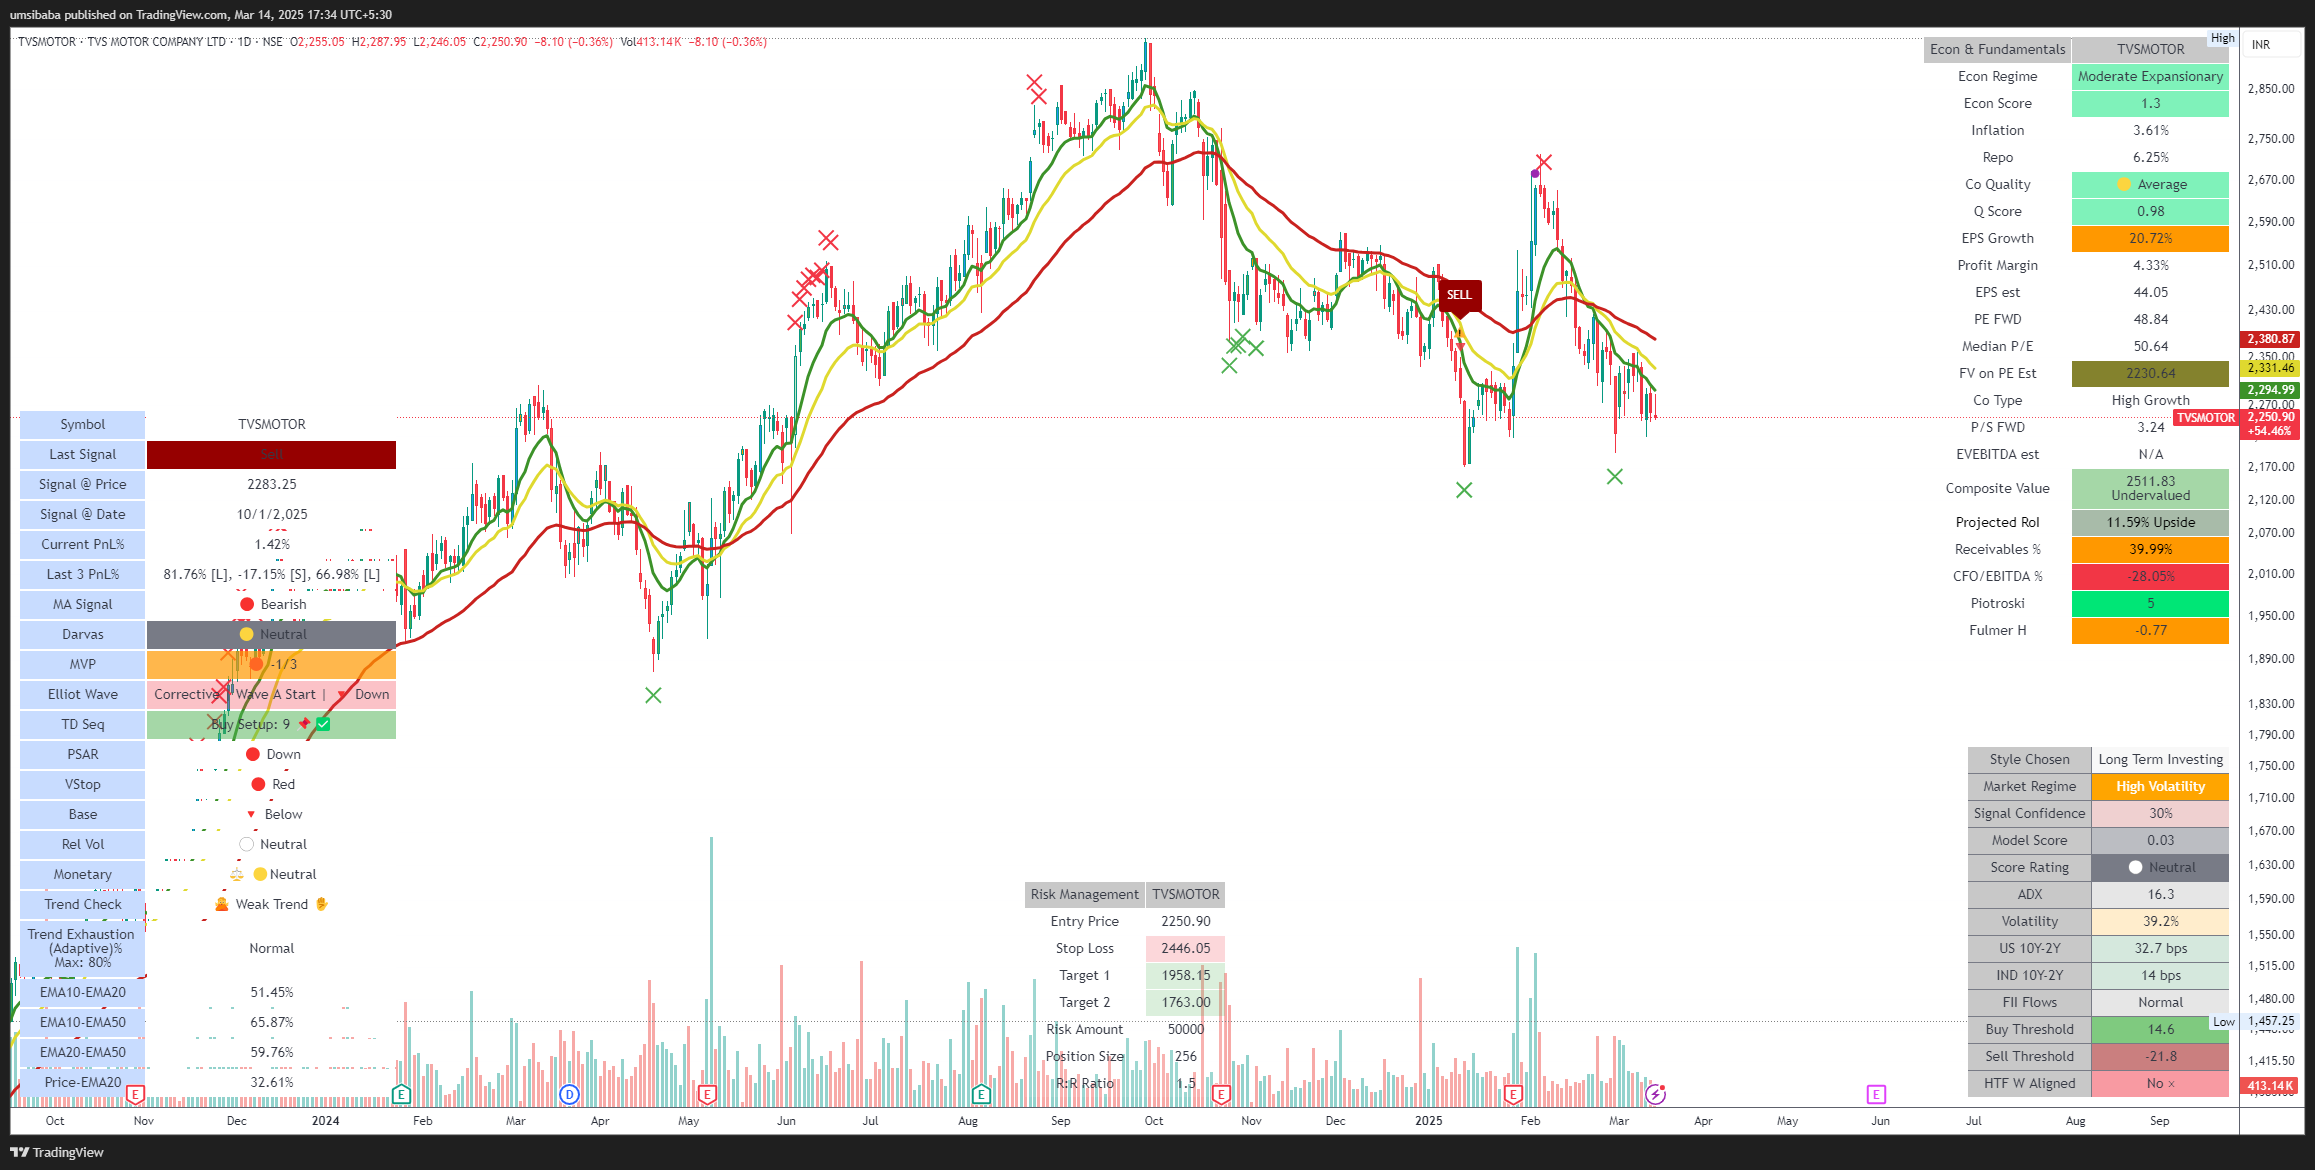 umsibaba published on TradingView.com, Mar 14, 2025 17:34 UTC+5:30
TVSMOTOR · TVS MOTOR COMPANY LTD · 1D · NSE O2,255.05 H2,287.95 L2,246.05 C2,250.90 −8.10 (−0.36%) Vol413.14K −8.10 (−0.36%)
SELL
Symbol TVSMOTOR
Last Signal Sell
Signal @ Price 2283.25
Signal @ Date 10/1/2,025
Current PnL% 1.42%
Last 3 PnL% 81.76% [L], -17.15% [S], 66.98% [L]
MA Signal Bearish
Darvas Neutral
MVP -1/3
Elliot Wave Corrective Wave A Start | Down
TD Seq Buy Setup: 9
PSAR Down
VStop Red
Base Below
Rel Vol Neutral
Monetary Neutral
Trend Check Weak Trend
Trend Exhaustion
(Adaptive)% Normal
Max: 80%
EMA10-EMA20 51.45%
EMA10-EMA50 65.87%
EMA20-EMA50 59.76%
Price-EMA20 32.61%
Risk Management TVSMOTOR
Entry Price 2250.90
Stop Loss 2446.05
Target 1 1958.15
Target 2 1763.00
Risk Amount 50000
Position Size 256
R:R Ratio 1.5
Econ & Fundamentals TVSMOTOR
Econ Regime Moderate Expansionary
Econ Score 1.3
Inflation 3.61%
Repo 6.25%
Co Quality Average
Q Score 0.98
EPS Growth 20.72%
Profit Margin 4.33%
EPS est 44.05
PE FWD 48.84
Median P/E 50.64
FV on PE Est 2230.64
Co Type High Growth
P/S FWD 3.24
EVEBITDA est N/A
Composite Value 2511.83
Undervalued
Projected RoI 11.59% Upside
Receivables % 39.99%
CFO/EBITDA % -28.05%
Piotroski 5
Fulmer H -0.77
Style Chosen Long Term Investing
Market Regime High Volatility
Signal Confidence 30%
Model Score 0.03
Score Rating Neutral
ADX 16.3
Volatility 39.2%
US 10Y-2Y 32.7 bps
IND 10Y-2Y 14 bps
FII Flows Normal
Buy Threshold 14.6
Sell Threshold -21.8
HTF W Aligned No ×
High
INR
2,850.00
2,750.00
2,670.00
2,590.00
2,510.00
2,430.00
2,380.87
2,350.00
2,331.46
2,294.99
2,270.00
TVSMOTOR 2,250.90
+54.46%
2,170.00
2,120.00
2,070.00
2,010.00
1,950.00
1,890.00
1,830.00
1,790.00
1,750.00
1,710.00
1,670.00
1,630.00
1,590.00
1,550.00
1,515.00
1,480.00
Low 1,457.25
1,415.50
413.14K
E E D E E E E E
Oct Nov Dec 2024 Feb Mar Apr May Jun Jul Aug Sep Oct Nov Dec 2025 Feb Mar Apr May Jun Jul Aug Sep
TradingView